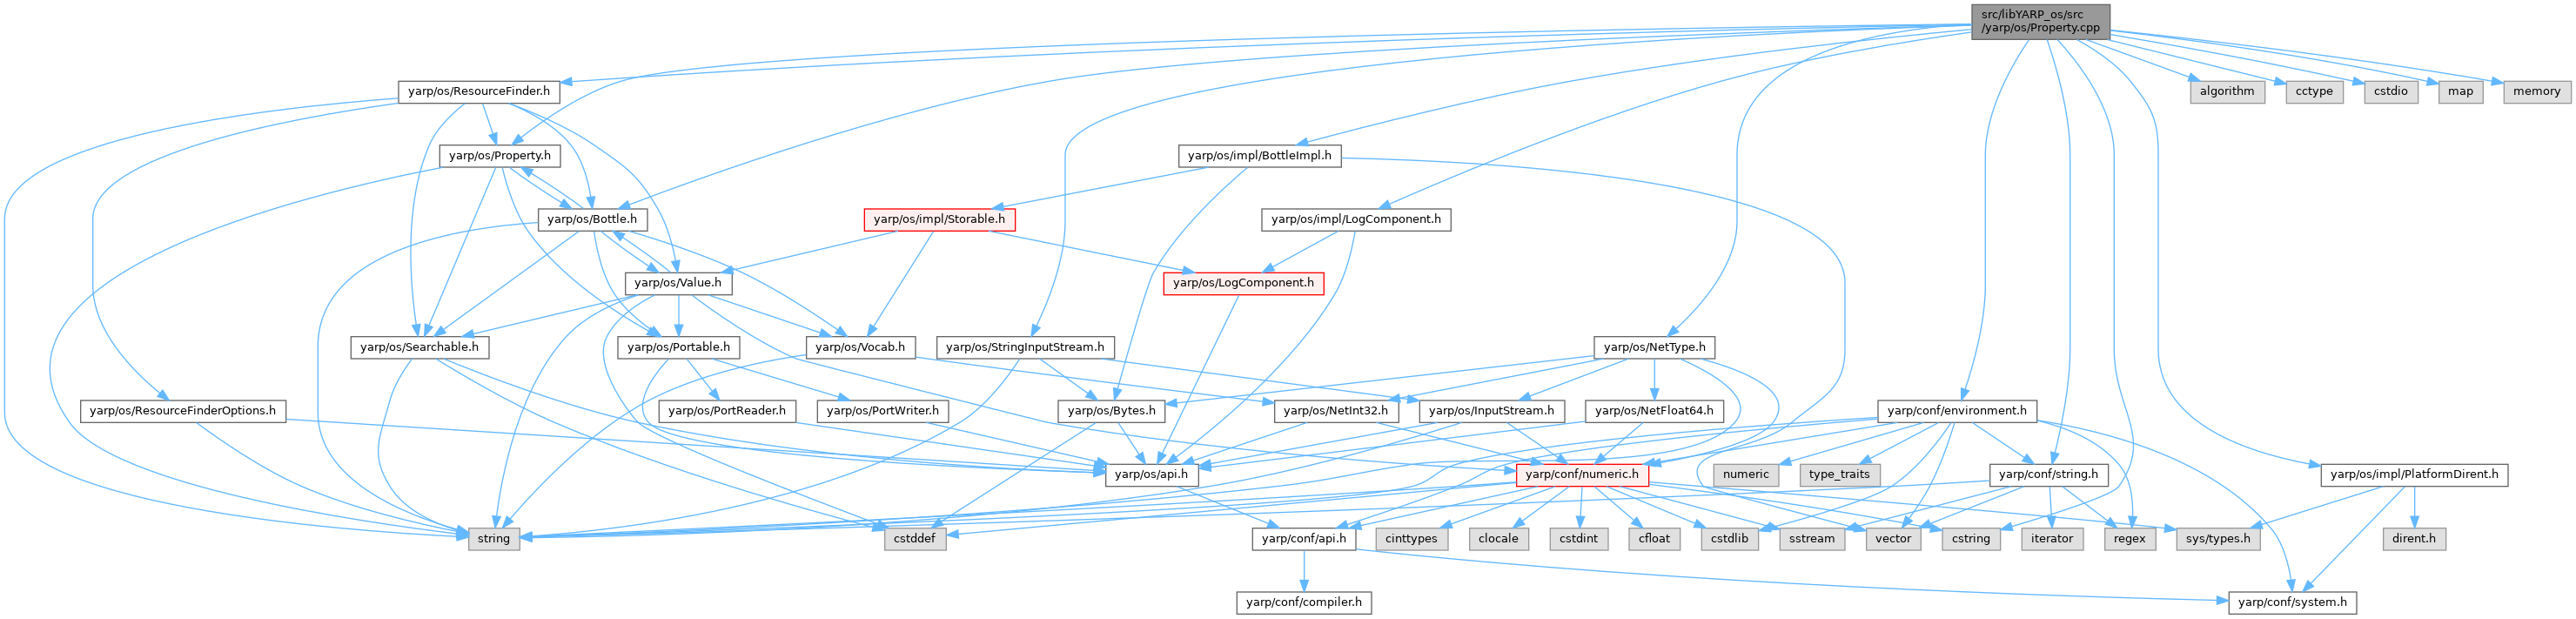 src/libYARP_os/src
/yarp/os/Property.cpp
yarp/os/ResourceFinder.h
algorithm
cctype
cstdio
map
memory
yarp/os/Property.h
yarp/os/impl/BottleImpl.h
yarp/os/Bottle.h
yarp/os/impl/Storable.h
yarp/os/impl/LogComponent.h
yarp/os/Value.h
yarp/os/LogComponent.h
yarp/os/Searchable.h
yarp/os/Portable.h
yarp/os/Vocab.h
yarp/os/StringInputStream.h
yarp/os/NetType.h
yarp/os/ResourceFinderOptions.h
yarp/os/PortReader.h
yarp/os/PortWriter.h
yarp/os/Bytes.h
yarp/os/NetInt32.h
yarp/os/InputStream.h
yarp/os/NetFloat64.h
yarp/conf/environment.h
yarp/os/api.h
yarp/conf/numeric.h
numeric
type_traits
yarp/conf/string.h
yarp/os/impl/PlatformDirent.h
string
cstddef
yarp/conf/api.h
cinttypes
clocale
cstdint
cfloat
cstdlib
sstream
vector
cstring
iterator
regex
sys/types.h
dirent.h
yarp/conf/compiler.h
yarp/conf/system.h